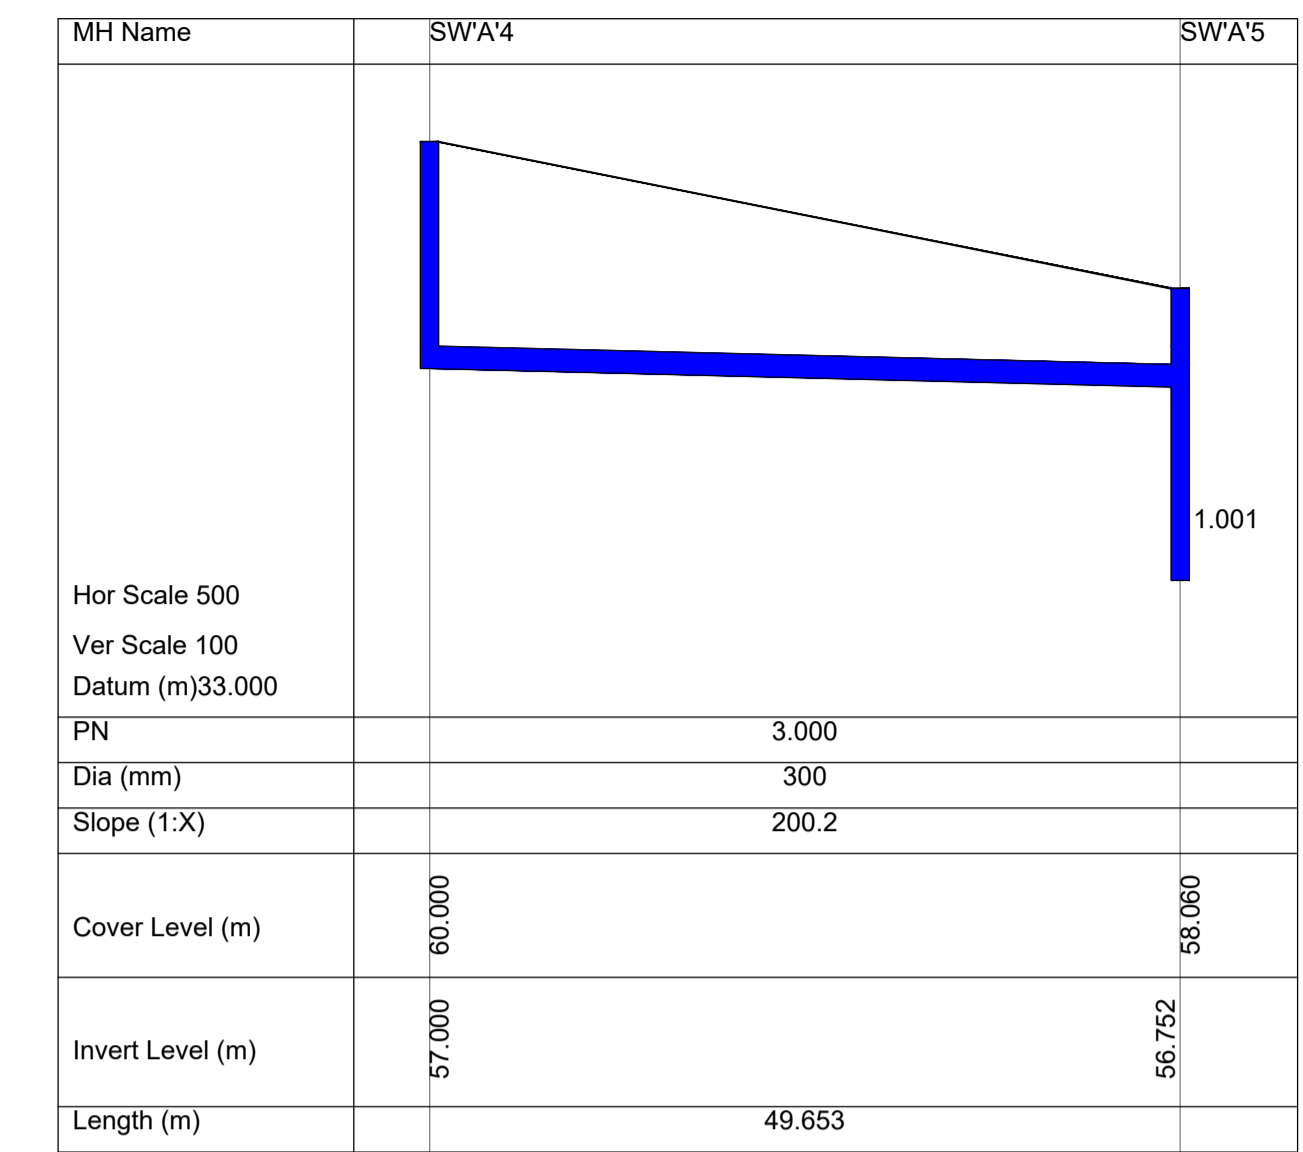 MH Name SW'A'4 SW'A'5
1.001
Hor Scale 500
Ver Scale 100
Datum (m)33.000
PN 3.000
Dia (mm) 300
Slope (1:X) 200.2
Cover Level (m) 60.000 58.060
Invert Level (m) 57.000 56.752
Length (m) 49.653